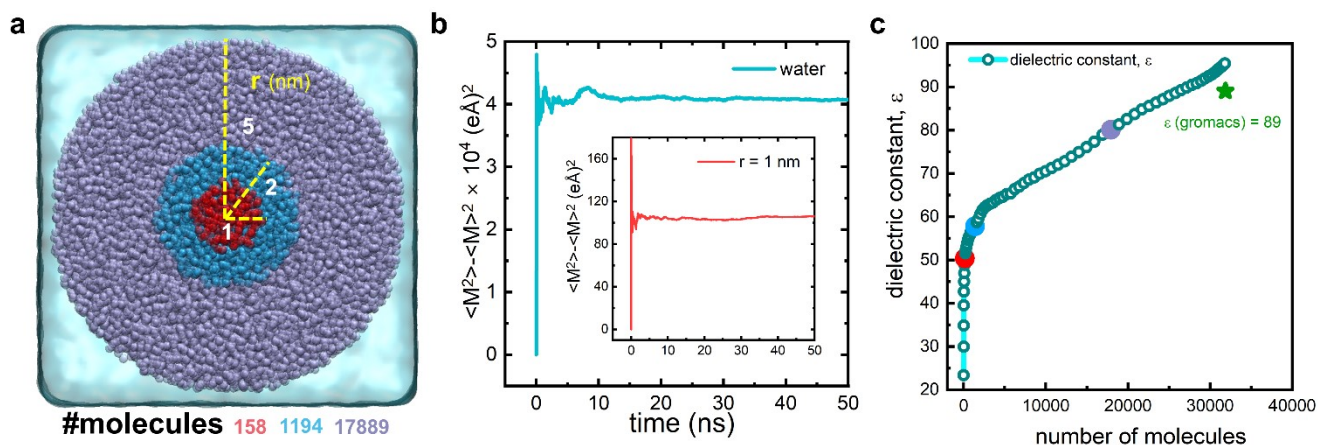 a
r (nm)
5
2
1
#molecules 158 1194 17889
b
<M²>-<M>² × 10⁴ (eÅ)²
5
4
3
2
1
0
water
<M²>-<M>² (eÅ)²
160
120
80
40
0
r = 1 nm
0 10 20 30 40 50
0 10 20 30 40 50
time (ns)
c
dielectric constant, ε
100
90
80
70
60
50
40
30
20
dielectric constant, ε
ε (gromacs) = 89
0 10000 20000 30000 40000
number of molecules